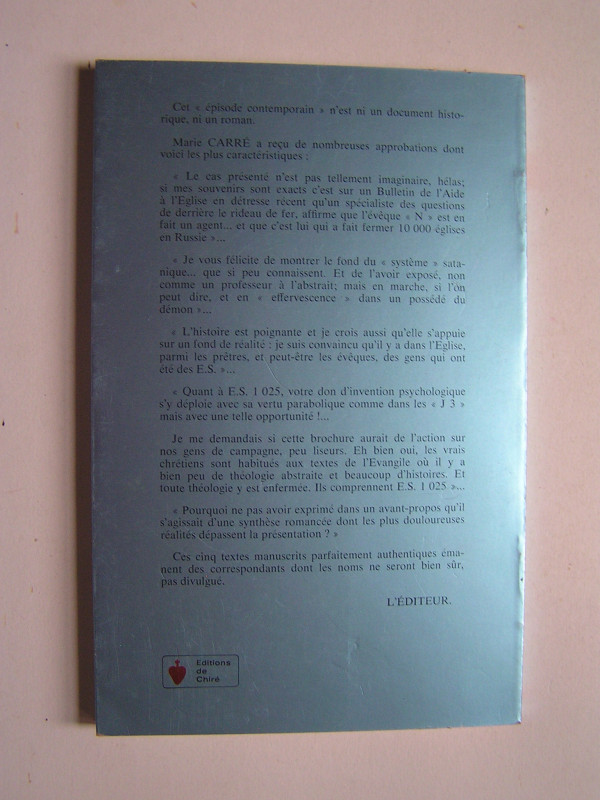 Cet « épisode contemporain » n'est ni un document histo-
rique, ni un roman.
Marie CARRÉ a reçu de nombreuses approbations dont
voici les plus caractéristiques :
« Le cas présenté n'est pas tellement imaginaire, hélas;
si mes souvenirs sont exacts c'est sur un Bulletin de l'Aide
à l'Eglise en détresse récent qu'un spécialiste des questions
de derrière le rideau de fer, affirme que l'évêque « N » est en
fait un agent... et que c'est lui qui a fait fermer 10 000 églises
en Russie »...
« Je vous félicite de montrer le fond du « système » sata-
nique... que si peu connaissent. Et de l'avoir exposé, non
comme un professeur à l'abstrait; mais en marche, si l'on
peut dire, et en « effervescence » dans un possédé du
démon »...
« L'histoire est poignante et je crois aussi qu'elle s'appuie
sur un fond de réalité : je suis convaincu qu'il y a dans l'Eglise,
parmi les prêtres, et peut-être les évêques, des gens qui ont
été des E.S. »...
« Quant à E.S. 1 025, votre don d'invention psychologique
s'y déploie avec sa vertu parabolique comme dans les « J 3 »
mais avec une telle opportunité !...
Je me demandais si cette brochure aurait de l'action sur
nos gens de campagne, peu liseurs. Eh bien oui, les vrais
chrétiens sont habitués aux textes de l'Evangile où il y a
bien peu de théologie abstraite et beaucoup d'histoires. Et
toute théologie y est enfermée. Ils comprennent E.S. 1 025 »...
« Pourquoi ne pas avoir exprimé dans un avant-propos qu'il
s'agissait d'une synthèse romancée dont les plus douloureuses
réalités dépassent la présentation ? »
Ces cinq textes manuscrits parfaitement authentiques éma-
nent des correspondants dont les noms ne seront bien sûr,
pas divulgué.
L'ÉDITEUR.
Editions
de
Chiré